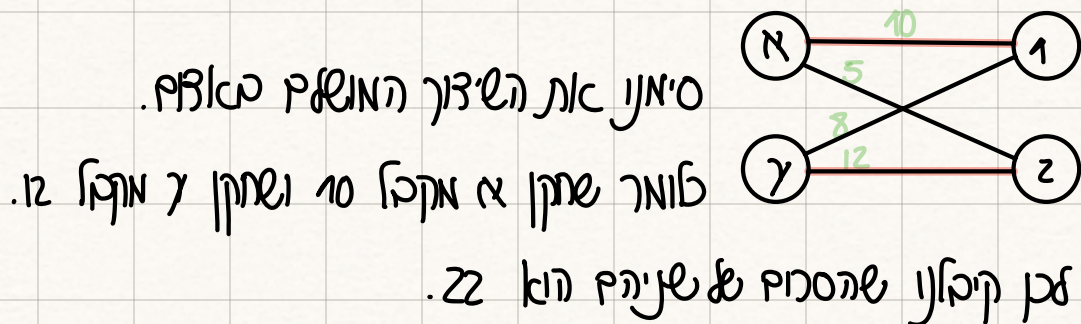 א 10 1
5
8
ץ 12 2
סימנו את השידוך המושלם באדום.
כלומר שחקן א מקבל 10 ושחקן ץ מקבל 12.
לכן קיבלנו שהסכום של שניהם הוא 22.